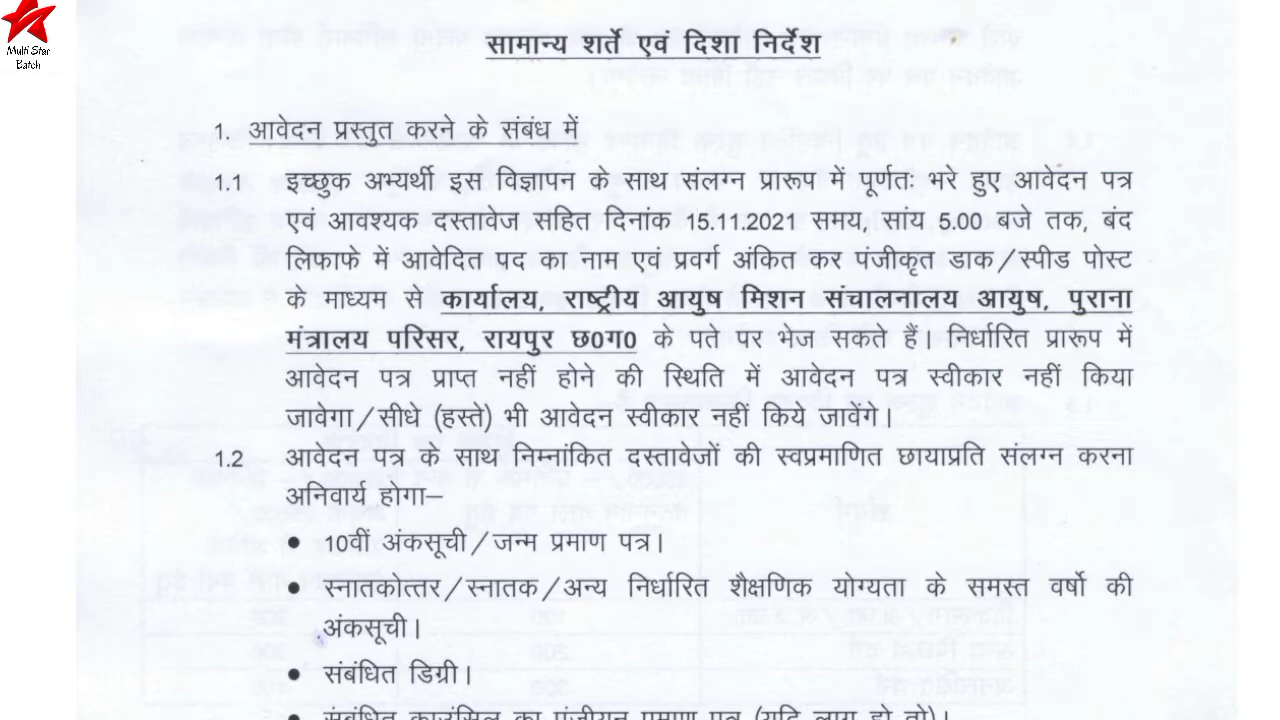 Multi Star
Batch
सामान्य शर्ते एवं दिशा निर्देश
1. आवेदन प्रस्तुत करने के संबंध में
1.1 इच्छुक अभ्यर्थी इस विज्ञापन के साथ संलग्न प्रारूप में पूर्णतः भरे हुए आवेदन पत्र
एवं आवश्यक दस्तावेज सहित दिनांक 15.11.2021 समय, सांय 5.00 बजे तक, बंद
लिफाफे में आवेदित पद का नाम एवं प्रवर्ग अंकित कर पंजीकृत डाक/स्पीड पोस्ट
के माध्यम से कार्यालय, राष्ट्रीय आयुष मिशन संचालनालय आयुष, पुराना
मंत्रालय परिसर, रायपुर छ0ग0 के पते पर भेज सकते हैं। निर्धारित प्रारूप में
आवेदन पत्र प्राप्त नहीं होने की स्थिति में आवेदन पत्र स्वीकार नहीं किया
जावेगा/सीधे (हस्ते) भी आवेदन स्वीकार नहीं किये जावेंगे।
1.2 आवेदन पत्र के साथ निम्नांकित दस्तावेजों की स्वप्रमाणित छायाप्रति संलग्न करना
अनिवार्य होगा–
• 10वीं अंकसूची/जन्म प्रमाण पत्र।
• स्नातकोत्तर/स्नातक/अन्य निर्धारित शैक्षणिक योग्यता के समस्त वर्षो की
अंकसूची।
• संबंधित डिग्री।
• संबंधित काउंसिल का पंजीयन प्रमाण पत्र (यदि लागू हो तो)।